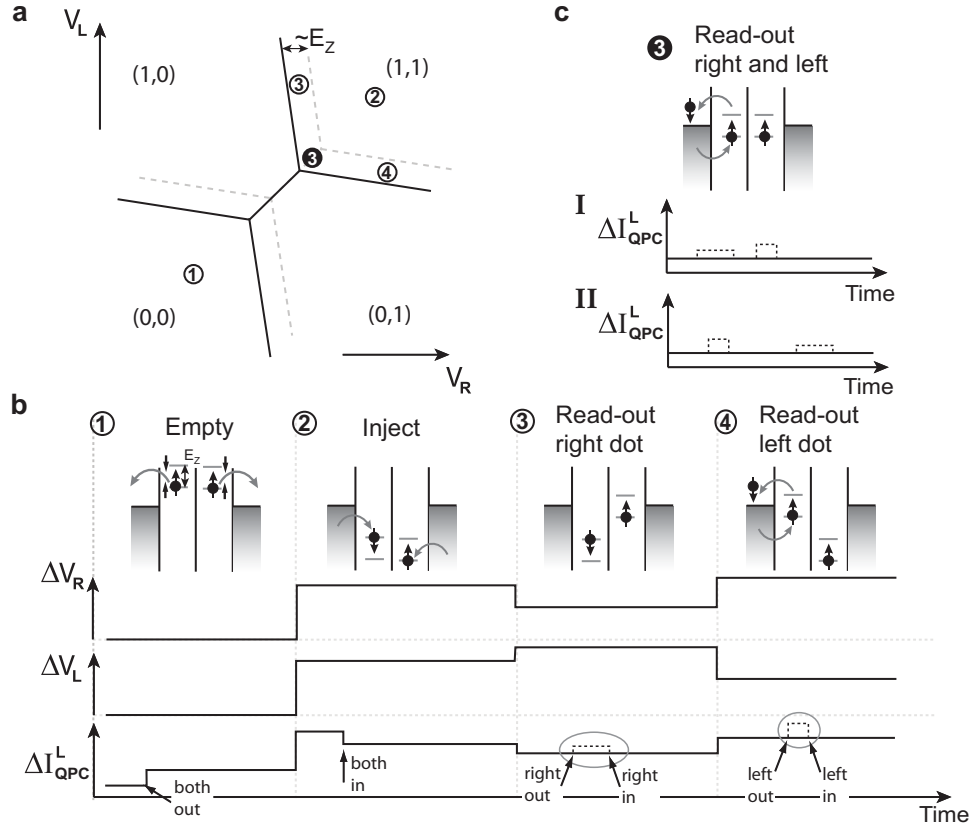 a
V_L
~E_Z
(1,0)
(1,1)
3
2
3
4
1
(0,0)
(0,1)
V_R
c
3 Read-out
right and left
I
ΔI^L_QPC
Time
II
ΔI^L_QPC
Time
b
1 Empty
E_Z
2 Inject
3 Read-out
right dot
4 Read-out
left dot
ΔV_R
ΔV_L
ΔI^L_QPC
both
out
both
in
right
out
right
in
left
out
left
in
Time